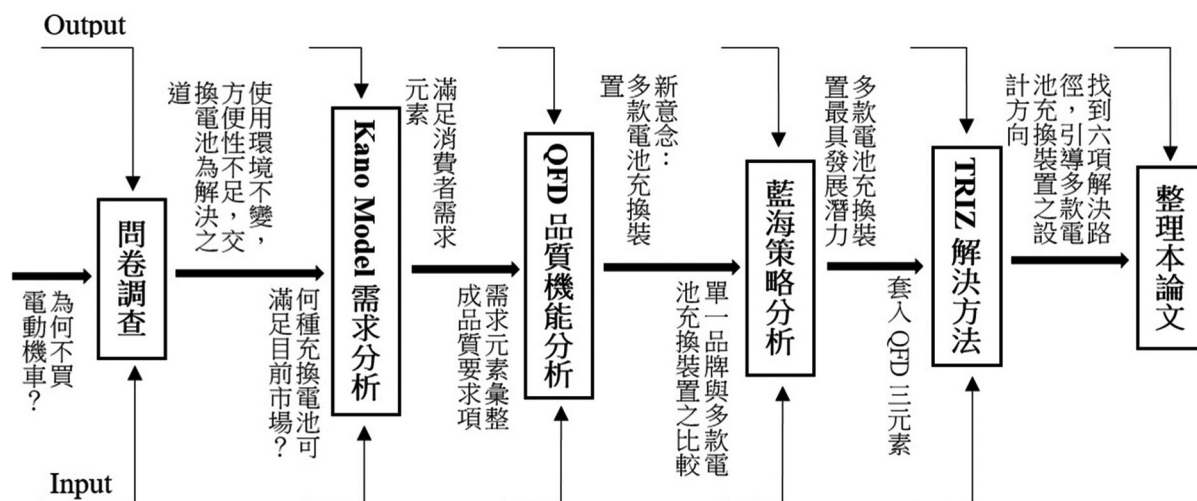 Output
使用環境不變，
方便性不足，交
換電池為解決之
道
滿足消費者需求
元素
新意念：
多款電池充換裝
置
多款電池充換裝
置最具發展潛力
找到六項解決路
徑，引導多款電
池充換裝置之設
計方向
問卷調查
Kano Model 需求分析
QFD 品質機能分析
藍海策略分析
TRIZ 解決方法
整理本論文
為何不買
電動機車？
何種充換電池可
滿足目前市場？
需求元素彙整
成品質要求項
單一品牌與多款電
池充換裝置之比較
套入 QFD 三元素
Input